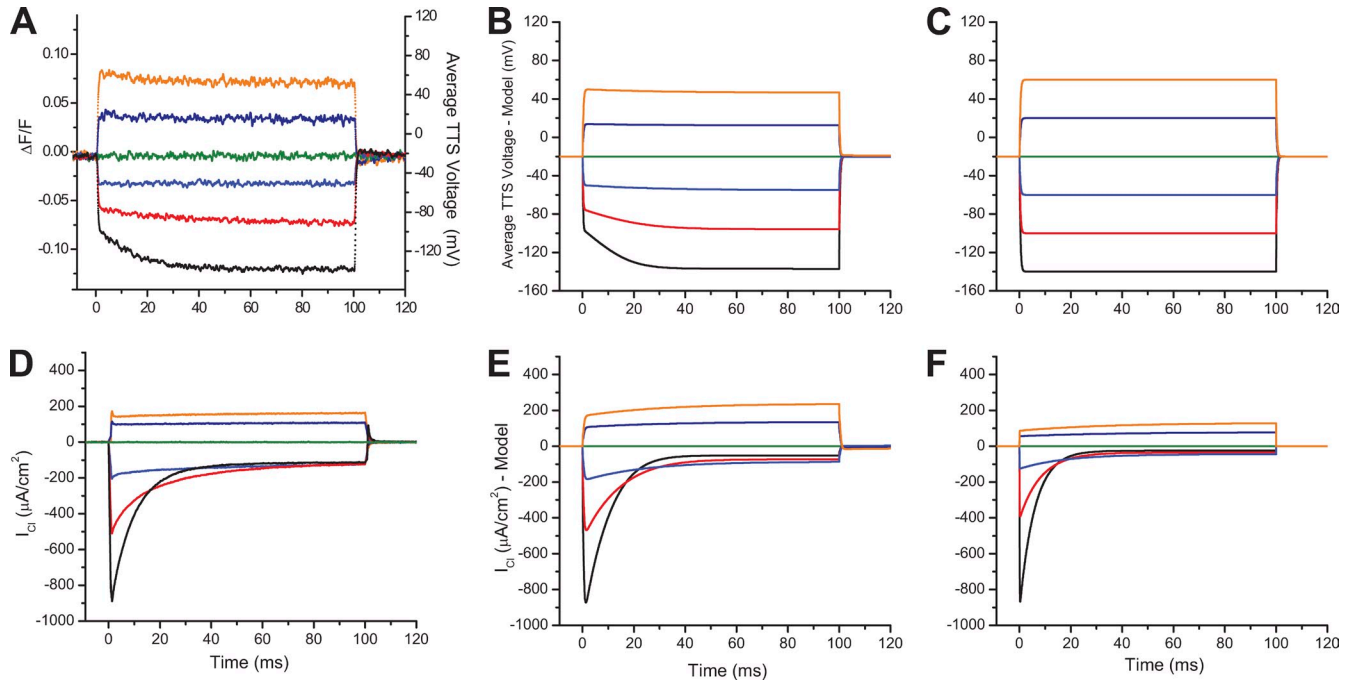 A
ΔF/F
0.10
0.05
0.00
-0.05
-0.10
120
80
40
0
-40
-80
-120
Average TTS Voltage (mV)
0 20 40 60 80 100 120
B
Average TTS Voltage - Model (mV)
120
80
40
0
-40
-80
-120
-160
0 20 40 60 80 100 120
C
120
80
40
0
-40
-80
-120
-160
0 20 40 60 80 100 120
D
I_Cl (µA/cm²)
400
200
0
-200
-400
-600
-800
-1000
0 20 40 60 80 100 120
Time (ms)
E
I_Cl (µA/cm²) - Model
400
200
0
-200
-400
-600
-800
-1000
0 20 40 60 80 100 120
Time (ms)
F
400
200
0
-200
-400
-600
-800
-1000
0 20 40 60 80 100 120
Time (ms)